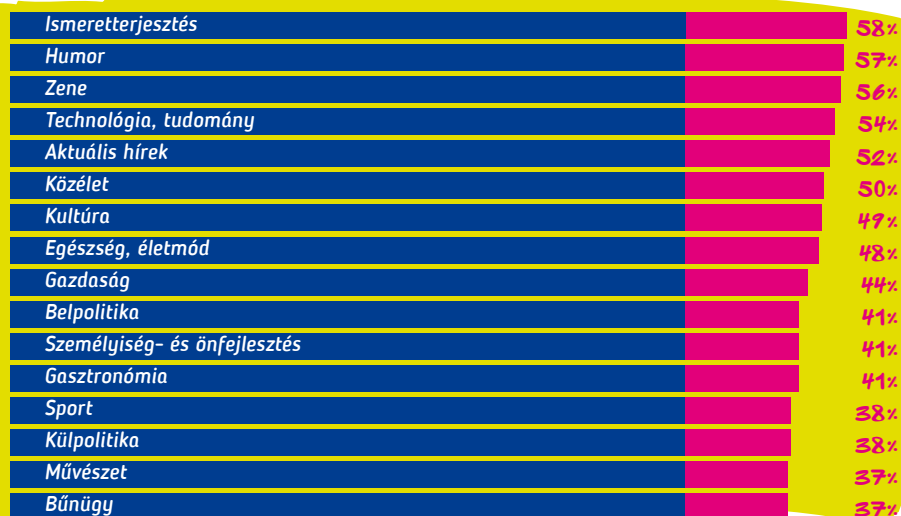 Ismeretterjesztés 58%
Humor 57%
Zene 56%
Technológia, tudomány 54%
Aktuális hírek 52%
Közélet 50%
Kultúra 49%
Egészség, életmód 48%
Gazdaság 44%
Belpolitika 41%
Személyiség- és önfejlesztés 41%
Gasztronómia 41%
Sport 38%
Külpolitika 38%
Művészet 37%
Bűnügy 37%